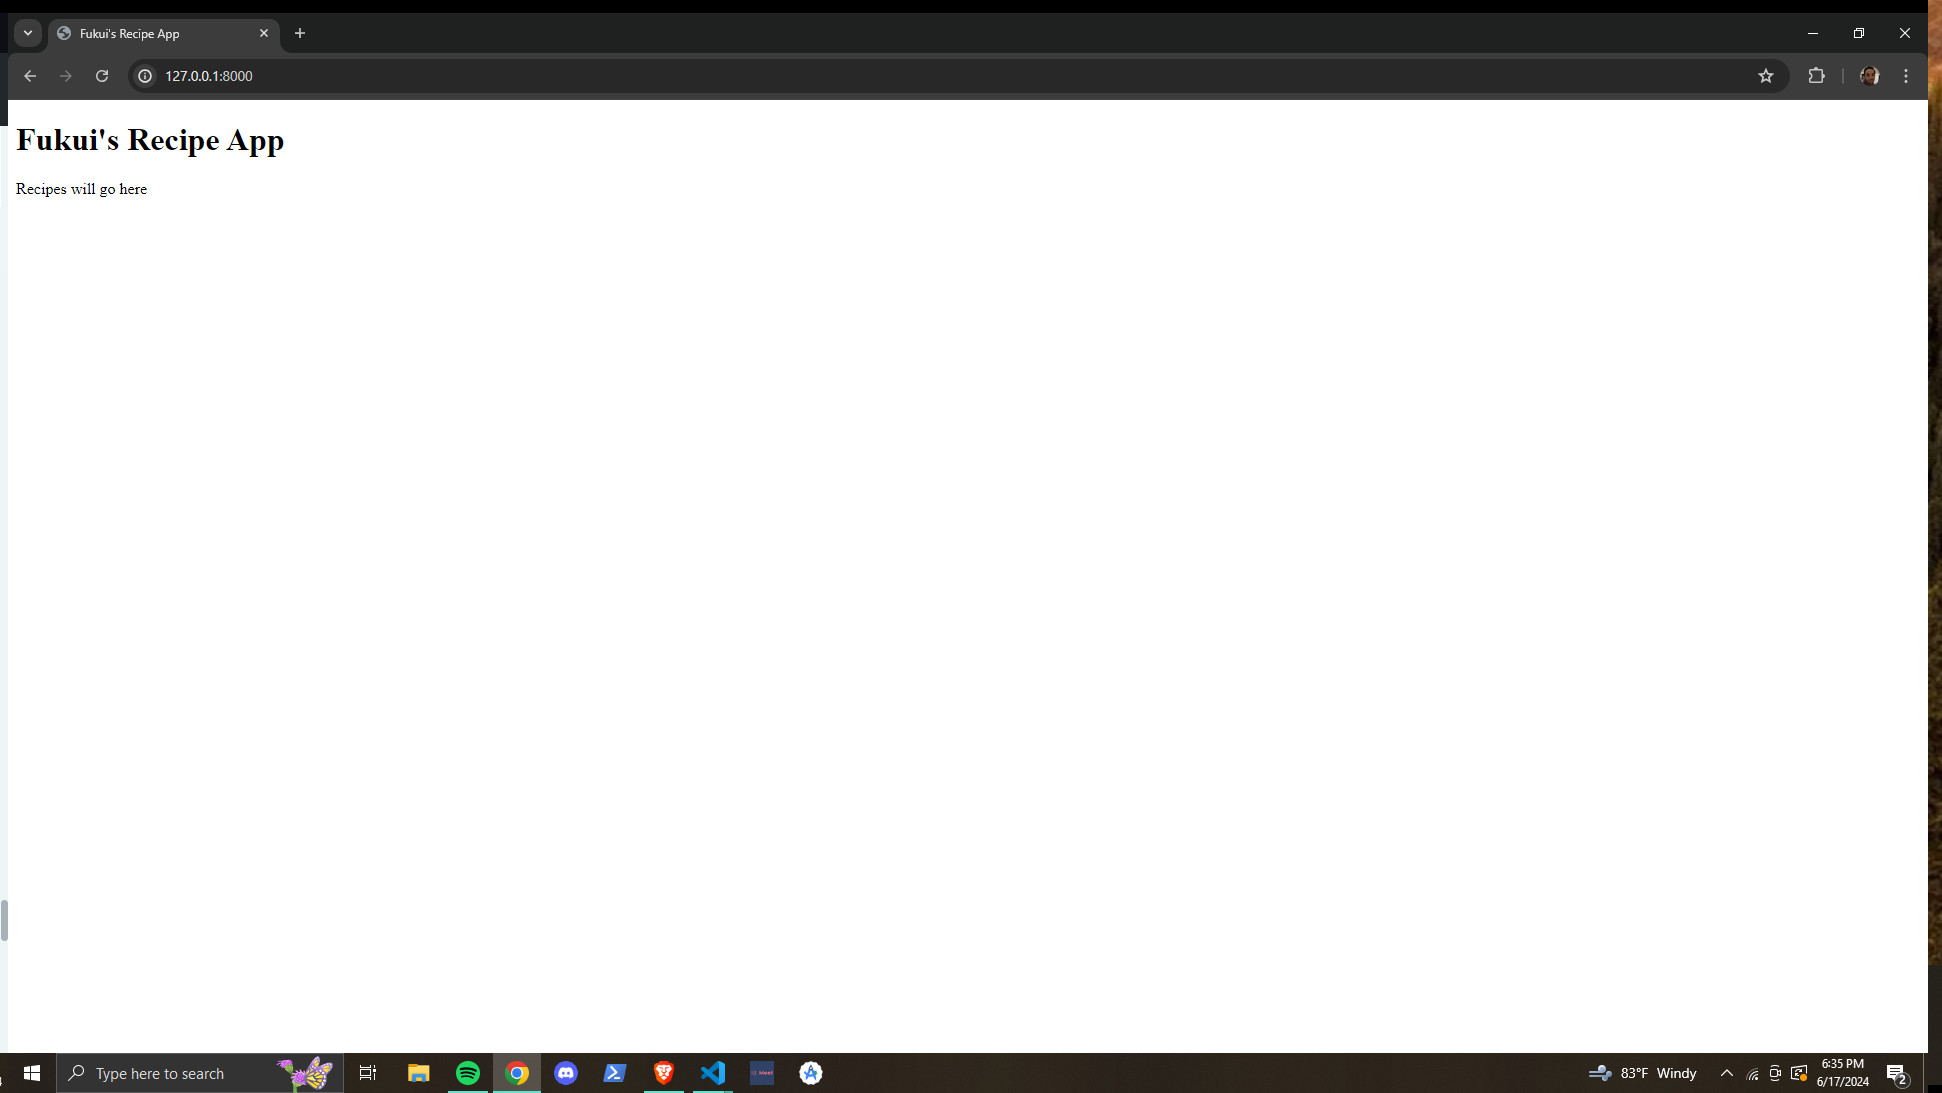 Fukui's Recipe App
127.0.0.1:8000
Fukui's Recipe App
Recipes will go here
Type here to search
83°F Windy
6:35 PM
6/17/2024
2